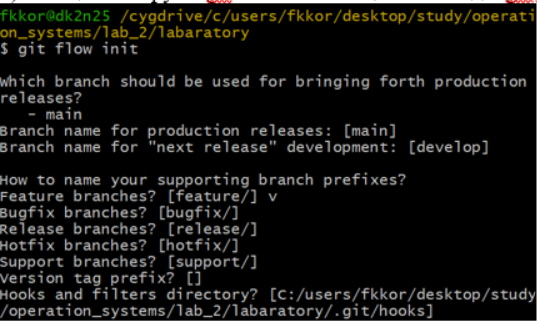 fkkor@dk2n25 /cygdrive/c/users/fkkor/desktop/study/operati
on_systems/lab_2/labaratory
$ git flow init
Which branch should be used for bringing forth production
releases?
- main
Branch name for production releases: [main]
Branch name for "next release" development: [develop]
How to name your supporting branch prefixes?
Feature branches? [feature/] v
Bugfix branches? [bugfix/]
Release branches? [release/]
Hotfix branches? [hotfix/]
Support branches? [support/]
Version tag prefix? []
Hooks and filters directory? [C:/users/fkkor/desktop/study
/operation_systems/lab_2/labaratory/.git/hooks]